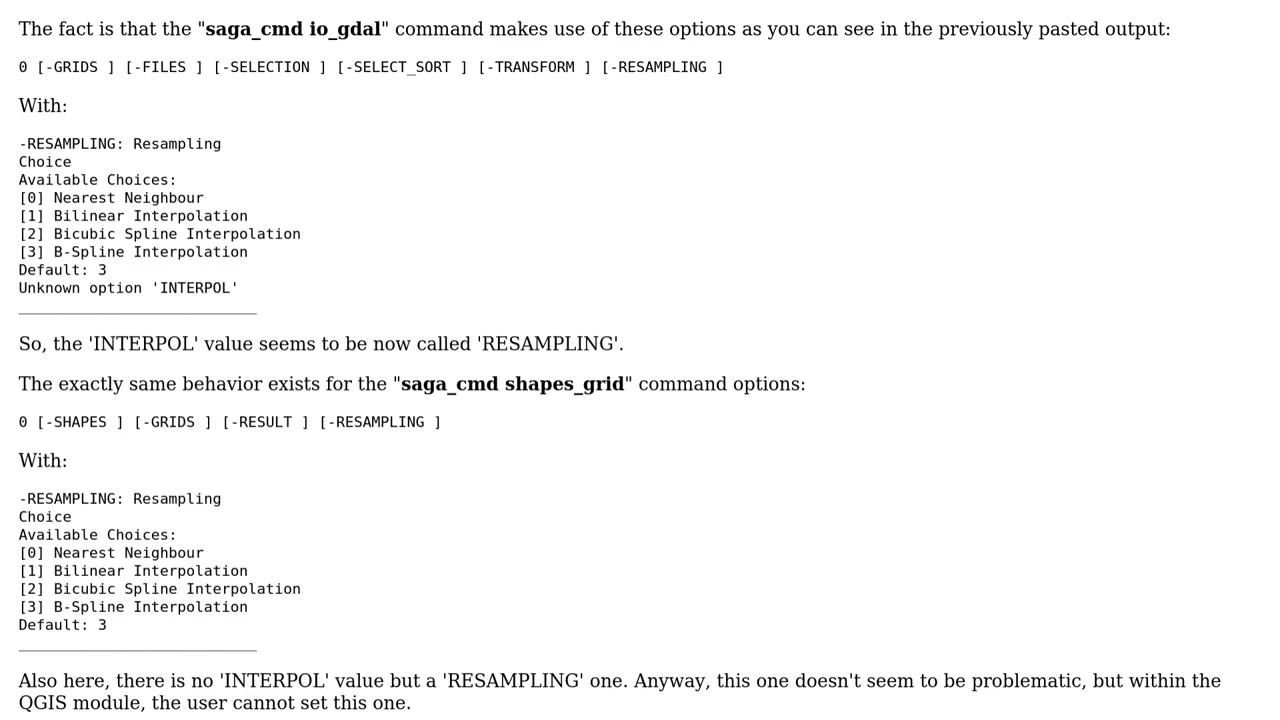 The fact is that the "saga_cmd io_gdal" command makes use of these options as you can see in the previously pasted output:
0 [-GRIDS ] [-FILES ] [-SELECTION ] [-SELECT_SORT ] [-TRANSFORM ] [-RESAMPLING ]
With:
-RESAMPLING: Resampling
Choice
Available Choices:
[0] Nearest Neighbour
[1] Bilinear Interpolation
[2] Bicubic Spline Interpolation
[3] B-Spline Interpolation
Default: 3
Unknown option 'INTERPOL'
___________________________
So, the 'INTERPOL' value seems to be now called 'RESAMPLING'.
The exactly same behavior exists for the "saga_cmd shapes_grid" command options:
0 [-SHAPES ] [-GRIDS ] [-RESULT ] [-RESAMPLING ]
With:
-RESAMPLING: Resampling
Choice
Available Choices:
[0] Nearest Neighbour
[1] Bilinear Interpolation
[2] Bicubic Spline Interpolation
[3] B-Spline Interpolation
Default: 3
___________________________
Also here, there is no 'INTERPOL' value but a 'RESAMPLING' one. Anyway, this one doesn't seem to be problematic, but within the
QGIS module, the user cannot set this one.